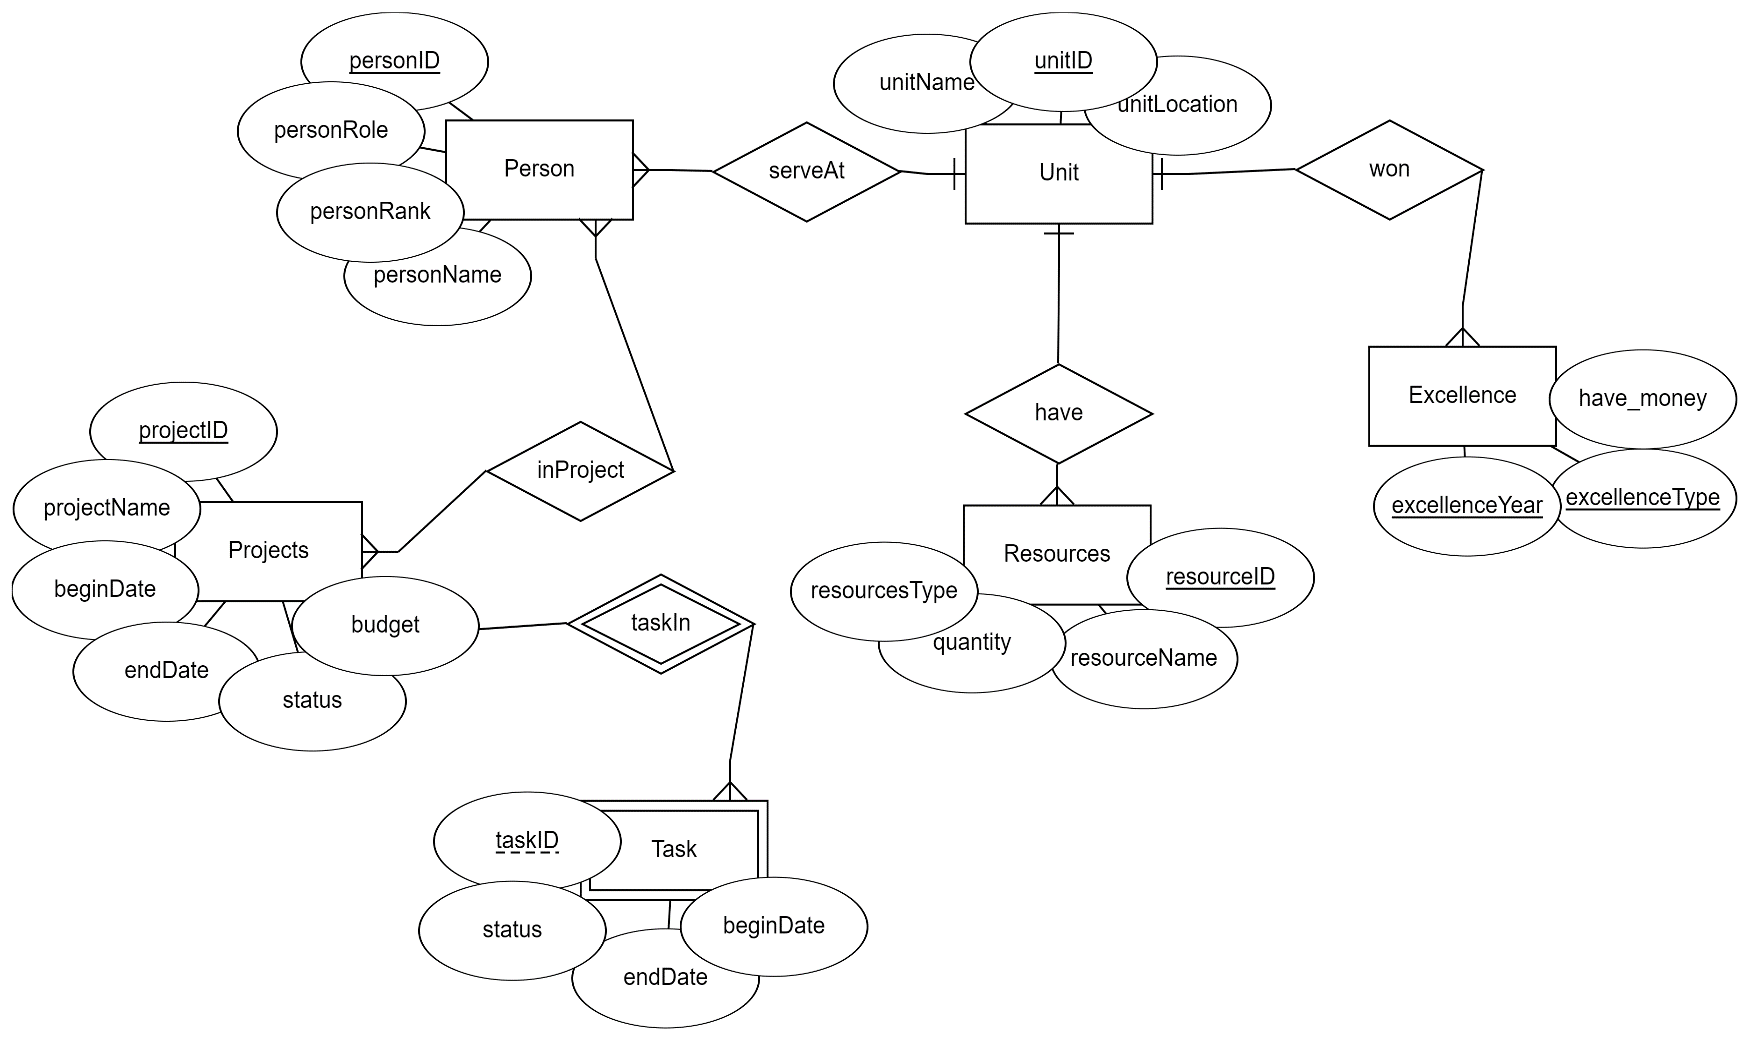 personID
unitID
unitName
unitLocation
personRole
Person
serveAt
Unit
won
personRank
personName
Excellence
have_money
have
projectID
inProject
excellenceYear
excellenceType
projectName
Projects
Resources
resourceID
resourcesType
beginDate
budget
taskIn
quantity
resourceName
endDate
status
taskID
Task
status
beginDate
endDate